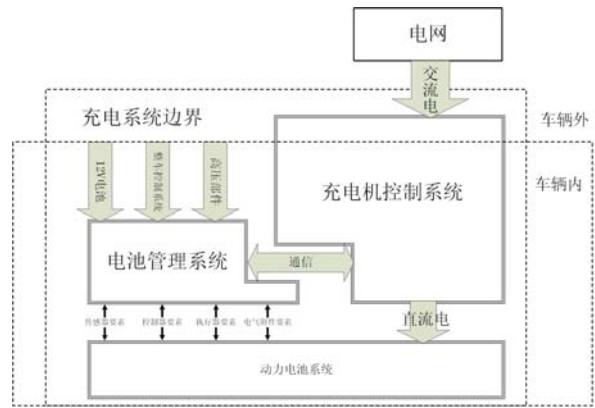 电网
交流电
充电系统边界
车辆外
12V电池
整车控制系统
高压部件
充电机控制系统
车辆内
电池管理系统
通信
传感器要素
控制器要素
执行器要素
电气附件要素
直流电
动力电池系统